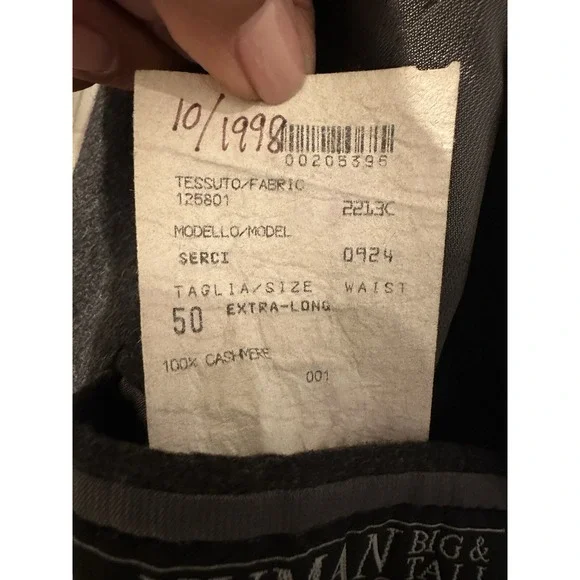 10/1998
00205396
TESSUTO/FABRIC
125801 2213C
MODELLO/MODEL
SERCI 0924
TAGLIA/SIZE WAIST
50 EXTRA-LONG
100% CASHMERE
001
BIG &
TALL